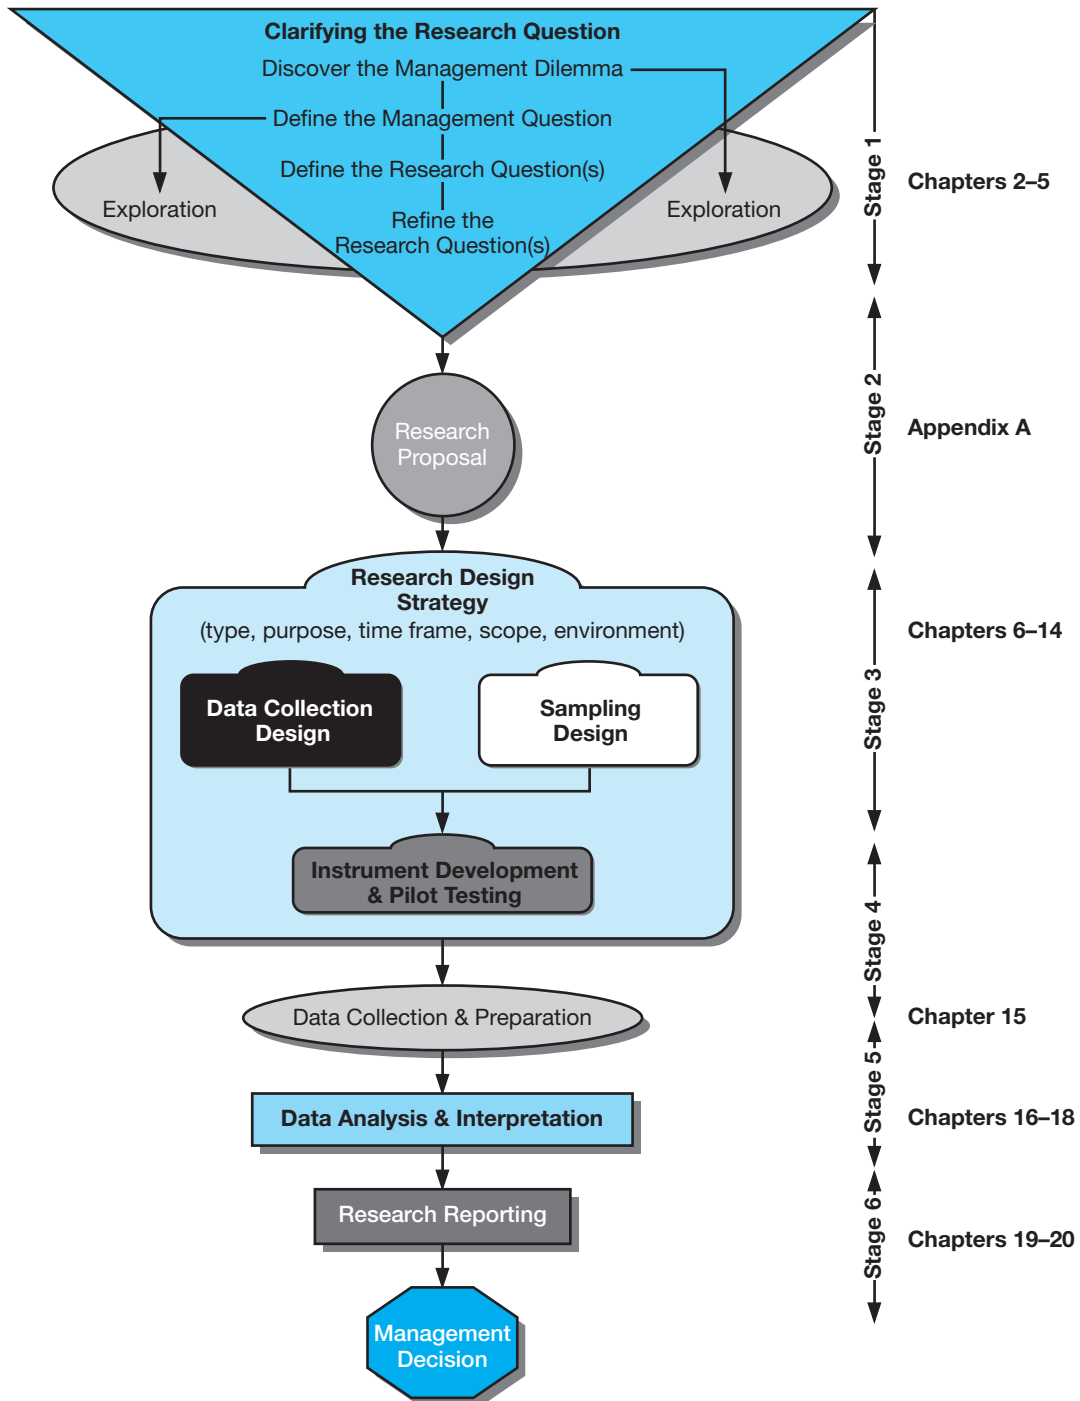 Clarifying the Research Question
Discover the Management Dilemma
Define the Management Question
Define the Research Question(s)
Exploration
Refine the
Research Question(s)
Exploration
Stage 1
Chapters 2–5
Research
Proposal
Stage 2
Appendix A
Research Design
Strategy
(type, purpose, time frame, scope, environment)
Data Collection
Design
Sampling
Design
Stage 3
Chapters 6–14
Instrument Development
& Pilot Testing
Stage 4
Data Collection & Preparation
Chapter 15
Data Analysis & Interpretation
Stage 5
Chapters 16–18
Research Reporting
Stage 6
Chapters 19–20
Management
Decision